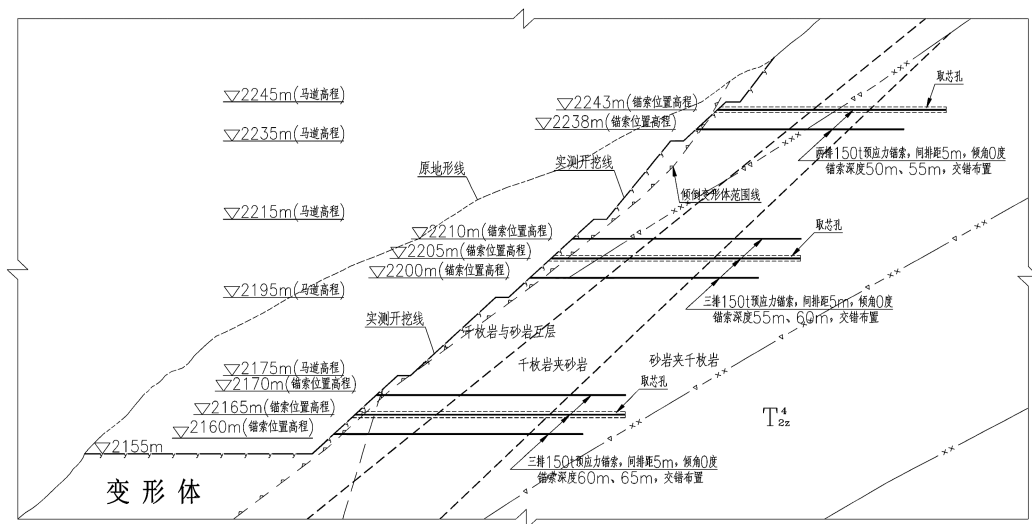 取芯孔
▽2245m(马道高程)
▽2243m(锚索位置高程)
▽2238m(锚索位置高程)
▽2235m(马道高程)
两排150t预应力锚索，间排距5m，倾角0度
锚索深度50m、55m，交错布置
原地形线
实测开挖线
倾倒变形体范围线
▽2215m(马道高程)
取芯孔
▽2210m(锚索位置高程)
▽2205m(锚索位置高程)
▽2200m(锚索位置高程)
▽2195m(马道高程)
三排150t预应力锚索，间排距5m，倾角0度
锚索深度55m、60m，交错布置
实测开挖线
千枚岩与砂岩互层
千枚岩夹砂岩
砂岩夹千枚岩
▽2175m(马道高程)
▽2170m(锚索位置高程)
取芯孔
▽2165m(锚索位置高程)
▽2160m(锚索位置高程)
T₂z⁴
▽2155m
三排150t预应力锚索，间排距5m，倾角0度
锚索深度60m、65m，交错布置
变形体